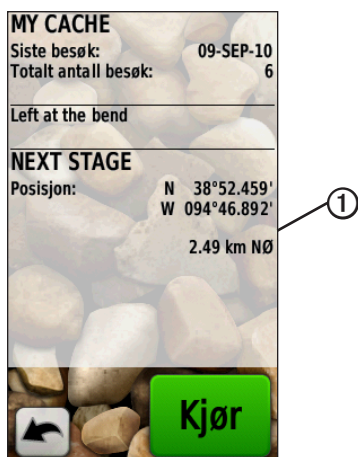 MY CACHE
Siste besøk: 09-SEP-10
Totalt antall besøk: 6
Left at the bend
NEXT STAGE
Posisjon: N 38°52.459'
W 094°46.892'
2.49 km NØ
①
Kjør